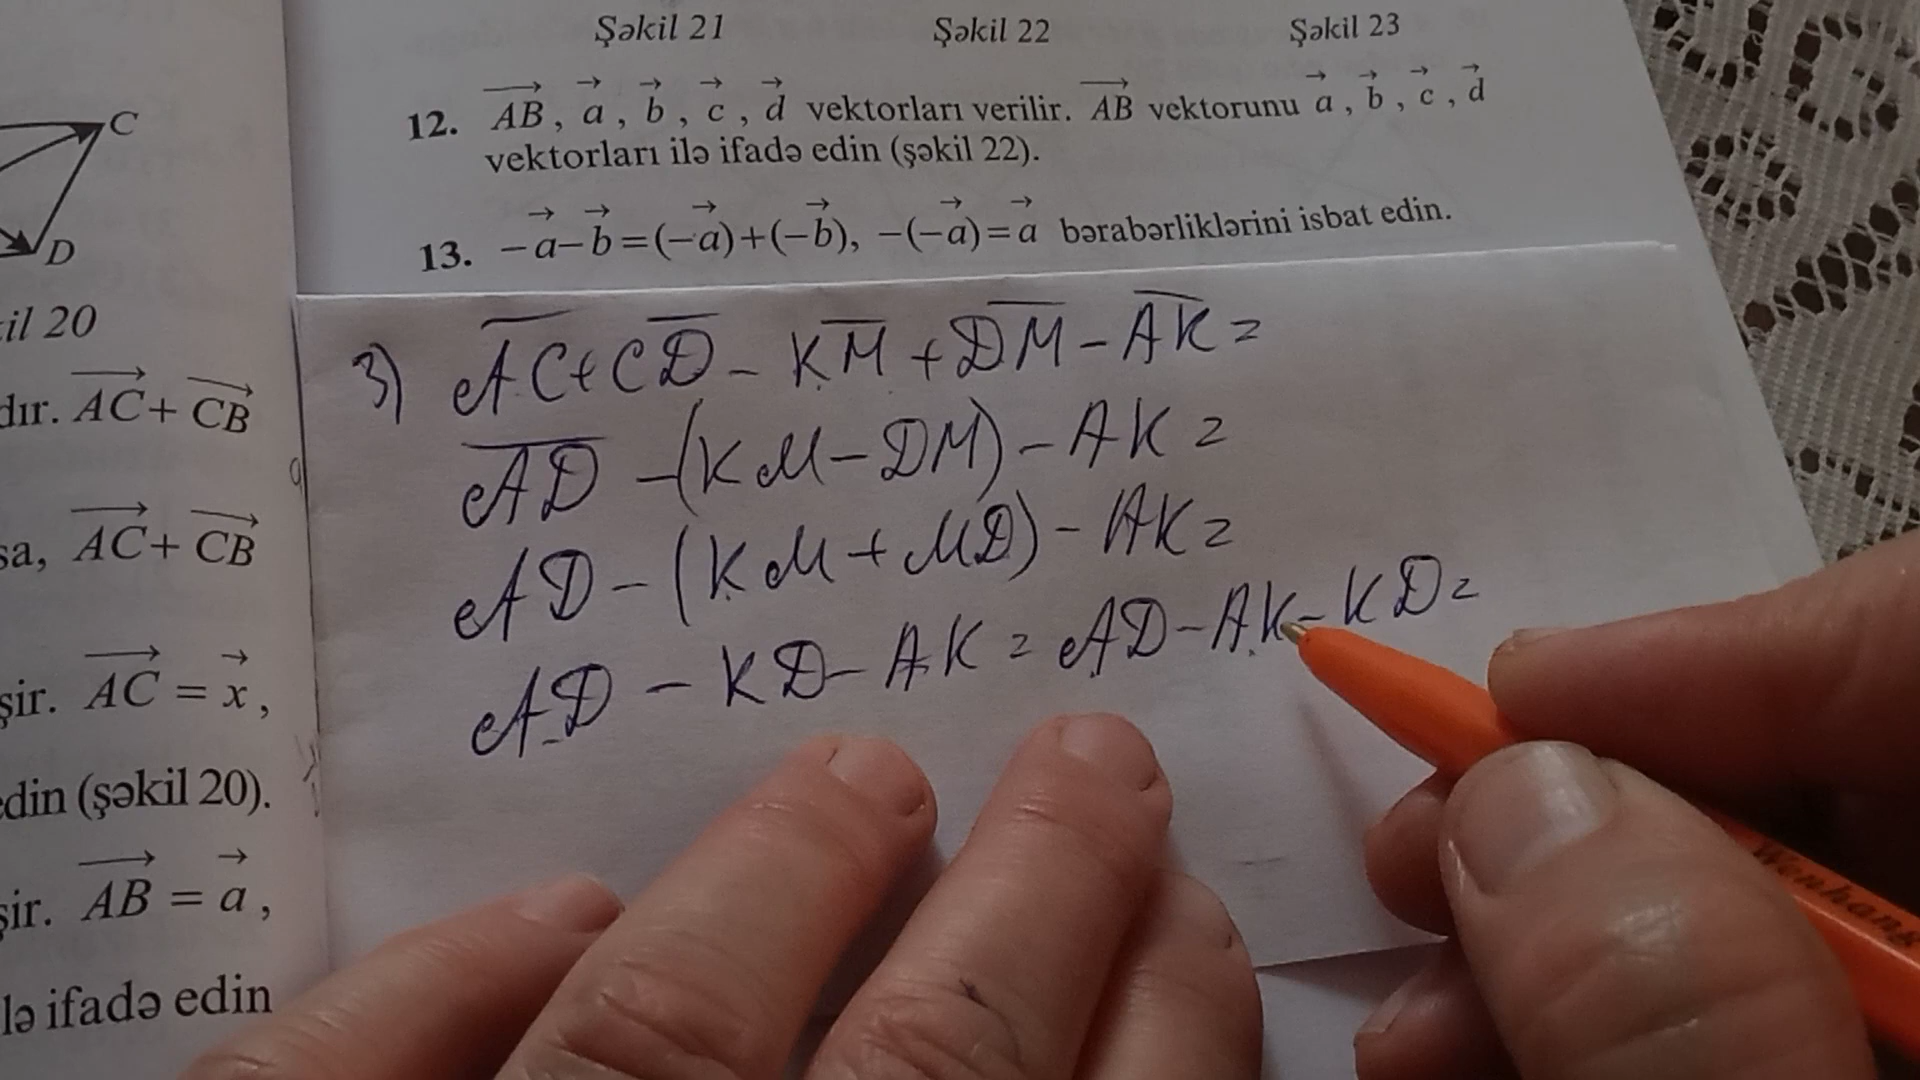 Şəkil 21 Şəkil 22 Şəkil 23
12. AB, a, b, c, d vektorları verilir. AB vektorunu a, b, c, d
vektorları ilə ifadə edin (şəkil 22).
13. −a−b=(−a)+(−b), −(−a)=a bərabərliklərini isbat edin.
C
D
il 20
dır. AC+ CB
sa, AC+ CB
şir. AC = x,
edin (şəkil 20).
şir. AB = a,
lə ifadə edin
3) AC+CD − KM + DM − AK =
AD − (KM − DM) − AK =
AD − (KM + MD) − AK =
AD − KD − AK = AD − AK − KD =
Wenhang